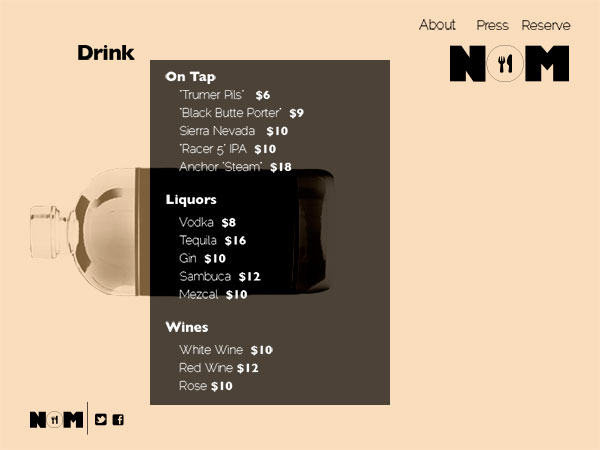 About Press Reserve
NOM
Drink
On Tap
"Trumer Pils" $6
"Black Butte Porter" $9
Sierra Nevada $10
"Racer 5" IPA $10
Anchor "Steam" $18
Liquors
Vodka $8
Tequila $16
Gin $10
Sambuca $12
Mezcal $10
Wines
White Wine $10
Red Wine $12
Rose $10
NOM